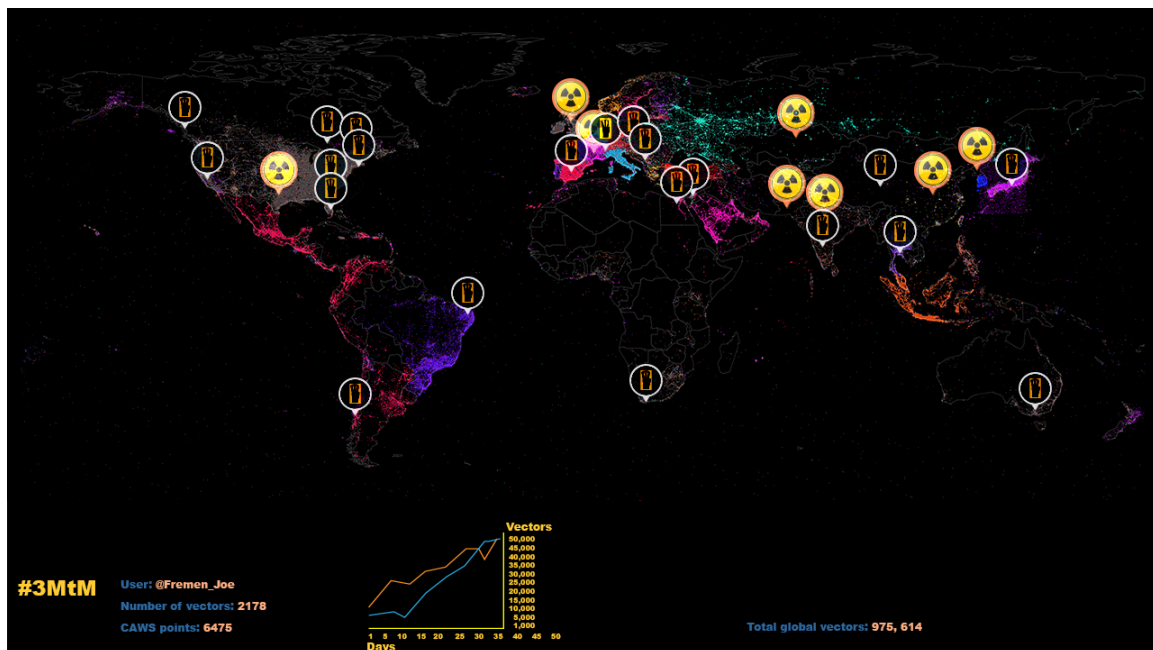 Vectors
50,000
45,000
40,000
35,000
30,000
25,000
20,000
15,000
10,000
5,000
1,000
1 5 10 15 20 25 30 35 40 45 50
Days
#3MtM
User: @Fremen_Joe
Number of vectors: 2178
CAWS points: 6475
Total global vectors: 975, 614